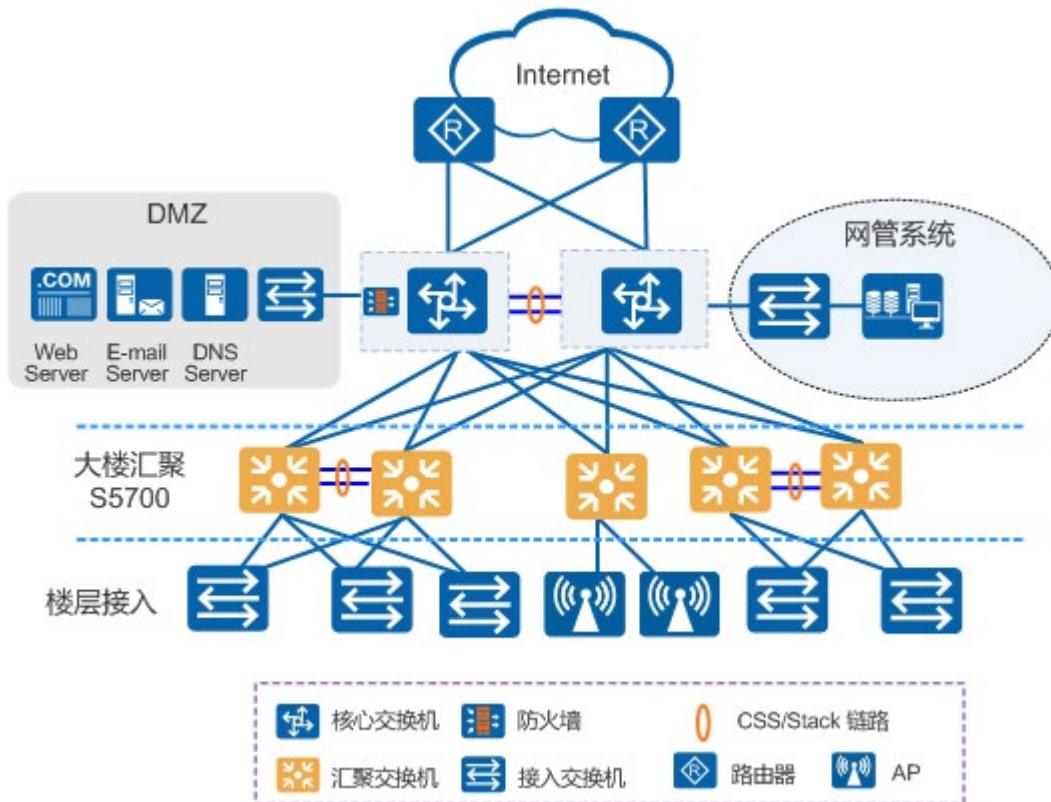 Internet
R
R
DMZ
网管系统
.COM
Web Server
E-mail Server
DNS Server
大楼汇聚
S5700
楼层接入
核心交换机
防火墙
CSS/Stack 链路
汇聚交换机
接入交换机
R
路由器
AP